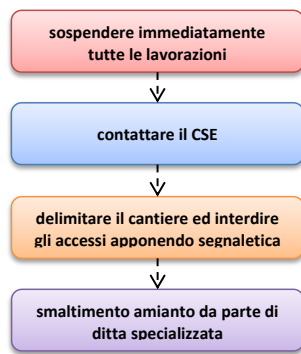 sospendere immediatamente
tutte le lavorazioni
contattare il CSE
delimitare il cantiere ed interdire
gli accessi apponendo segnaletica
smaltimento amianto da parte di
ditta specializzata